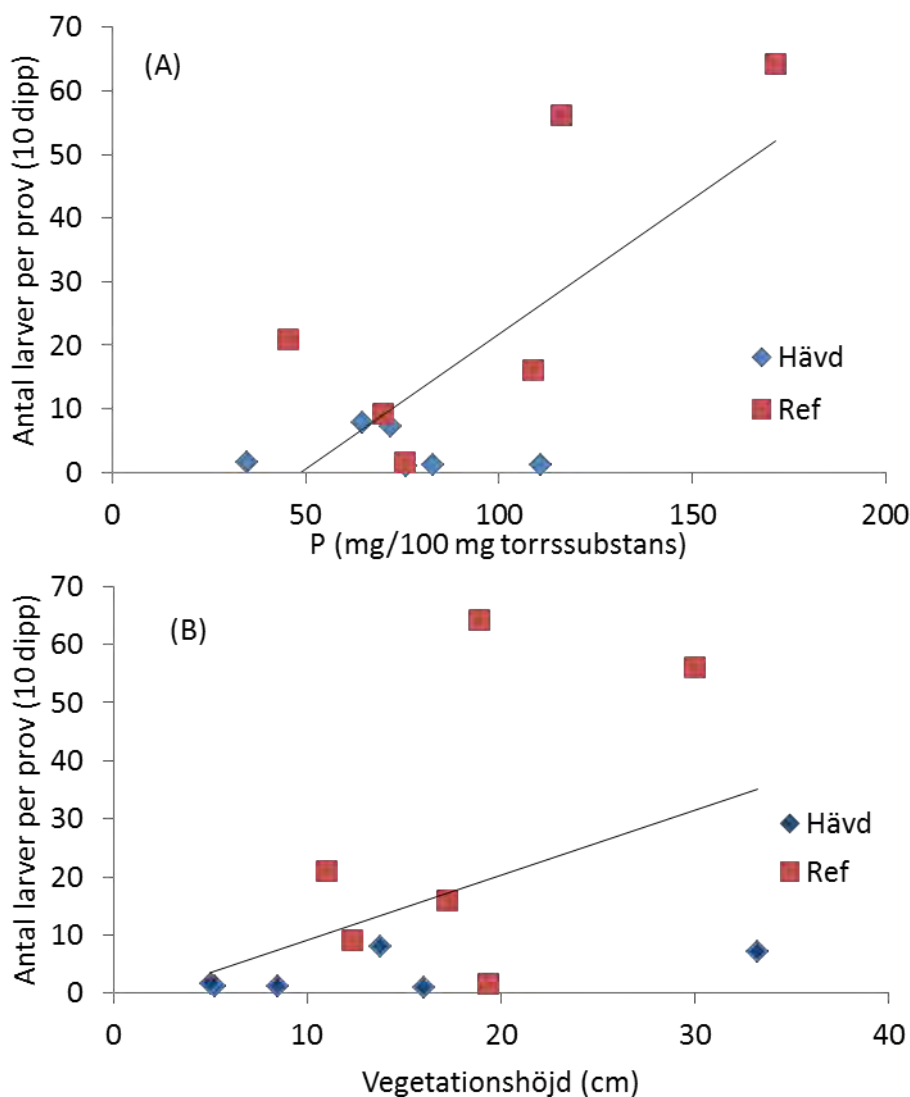 70
(A)
60
50
40
30
20
10
0
Antal larver per prov (10 dipp)
Hävd
Ref
0 50 100 150 200
P (mg/100 mg torrssubstans)
70
(B)
60
50
40
30
20
10
0
Antal larver per prov (10 dipp)
Hävd
Ref
0 10 20 30 40
Vegetationshöjd (cm)